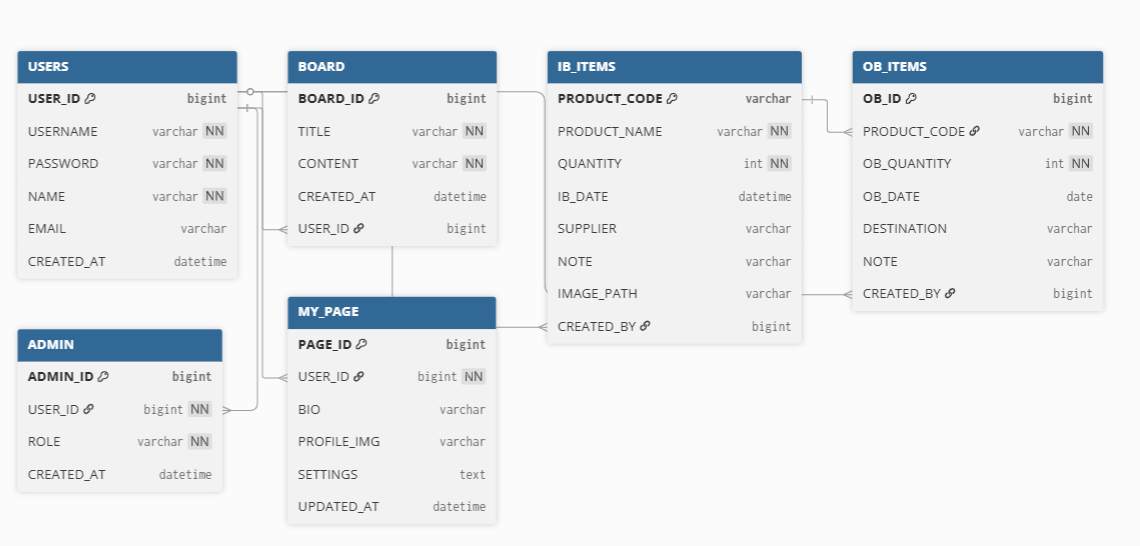 USERS
USER_ID bigint
USERNAME varchar NN
PASSWORD varchar NN
NAME varchar NN
EMAIL varchar
CREATED_AT datetime
ADMIN
ADMIN_ID bigint
USER_ID bigint NN
ROLE varchar NN
CREATED_AT datetime
BOARD
BOARD_ID bigint
TITLE varchar NN
CONTENT varchar NN
CREATED_AT datetime
USER_ID bigint
MY_PAGE
PAGE_ID bigint
USER_ID bigint NN
BIO varchar
PROFILE_IMG varchar
SETTINGS text
UPDATED_AT datetime
IB_ITEMS
PRODUCT_CODE varchar
PRODUCT_NAME varchar NN
QUANTITY int NN
IB_DATE datetime
SUPPLIER varchar
NOTE varchar
IMAGE_PATH varchar
CREATED_BY bigint
OB_ITEMS
OB_ID bigint
PRODUCT_CODE varchar NN
OB_QUANTITY int NN
OB_DATE date
DESTINATION varchar
NOTE varchar
CREATED_BY bigint